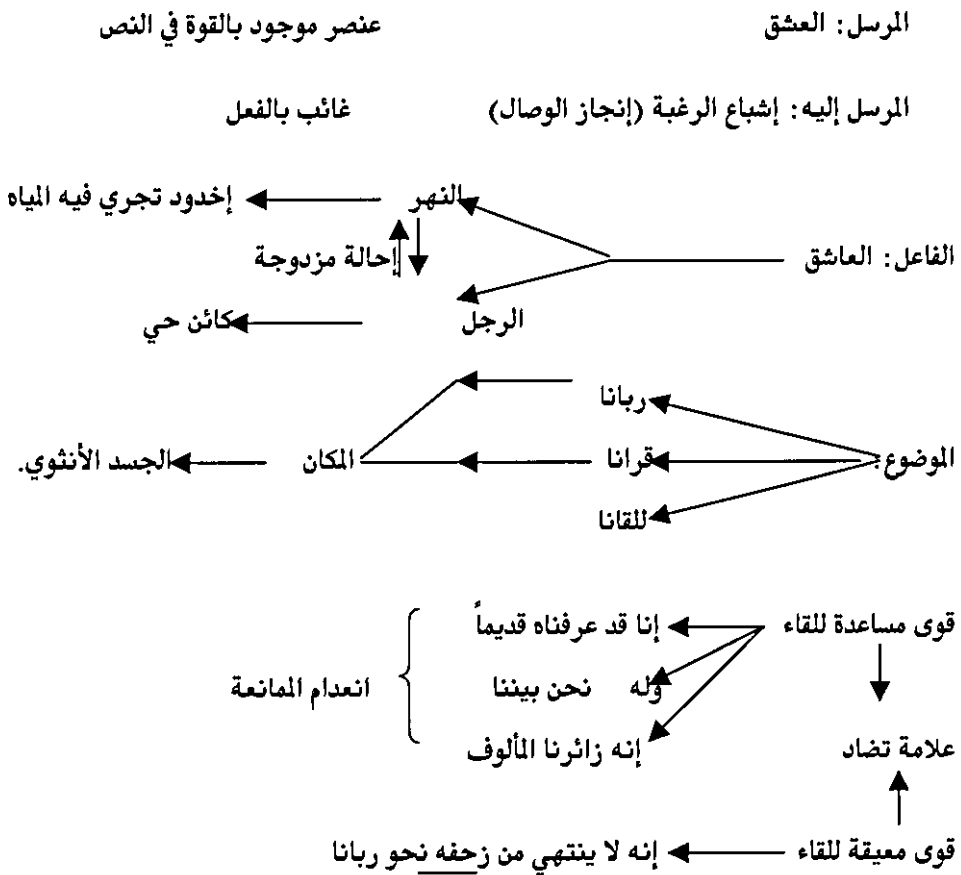 المرسل: العشق عنصر موجود بالقوة في النص
المرسل إليه: إشباع الرغبة (إنجاز الوصال) غائب بالفعل
النهر إخدود تجري فيه المياه
الفاعل: العاشق إحالة مزدوجة
الرجل كائن حي
ربانا
الموضوع: قرانا المكان الجسد الأنثوي.
للقانا
قوى مساعدة للقاء إنا قد عرفناه قديماً
وله نحن بيننا انعدام الممانعة
علامة تضاد إنه زائرنا المألوف
قوى معيقة للقاء إنه لا ينتهي من زحفه نحو ربانا